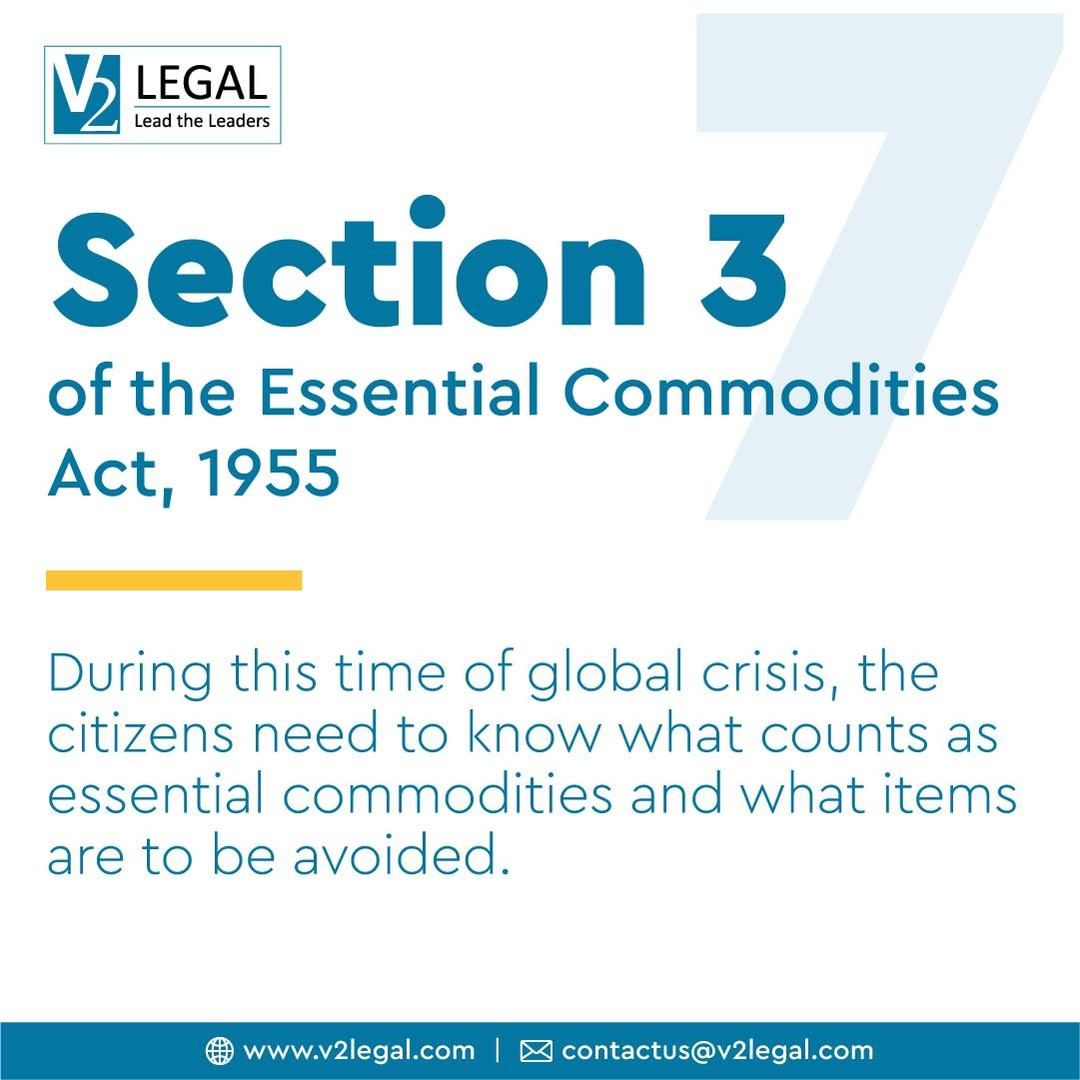 V2 LEGAL
Lead the Leaders
7
Section 3
of the Essential Commodities
Act, 1955
During this time of global crisis, the
citizens need to know what counts as
essential commodities and what items
are to be avoided.
www.v2legal.com | contactus@v2legal.com